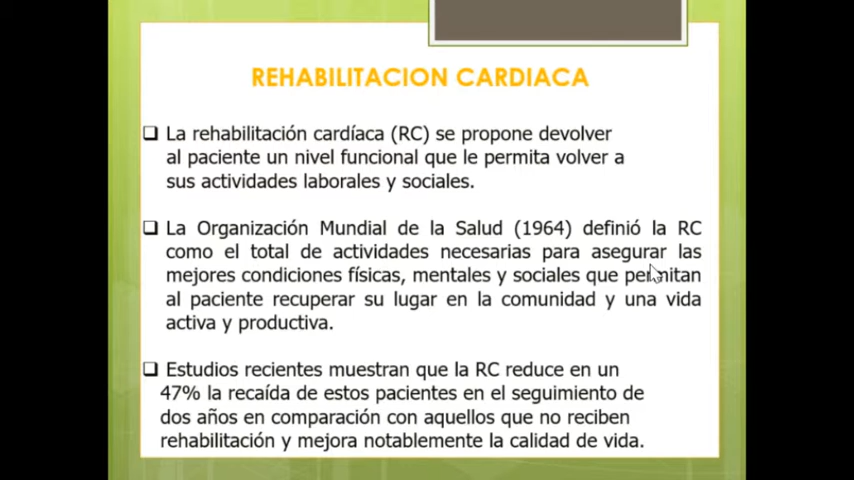 REHABILITACION CARDIACA
❑ La rehabilitación cardíaca (RC) se propone devolver
al paciente un nivel funcional que le permita volver a
sus actividades laborales y sociales.
❑ La Organización Mundial de la Salud (1964) definió la RC
como el total de actividades necesarias para asegurar las
mejores condiciones físicas, mentales y sociales que permitan
al paciente recuperar su lugar en la comunidad y una vida
activa y productiva.
❑ Estudios recientes muestran que la RC reduce en un
47% la recaída de estos pacientes en el seguimiento de
dos años en comparación con aquellos que no reciben
rehabilitación y mejora notablemente la calidad de vida.